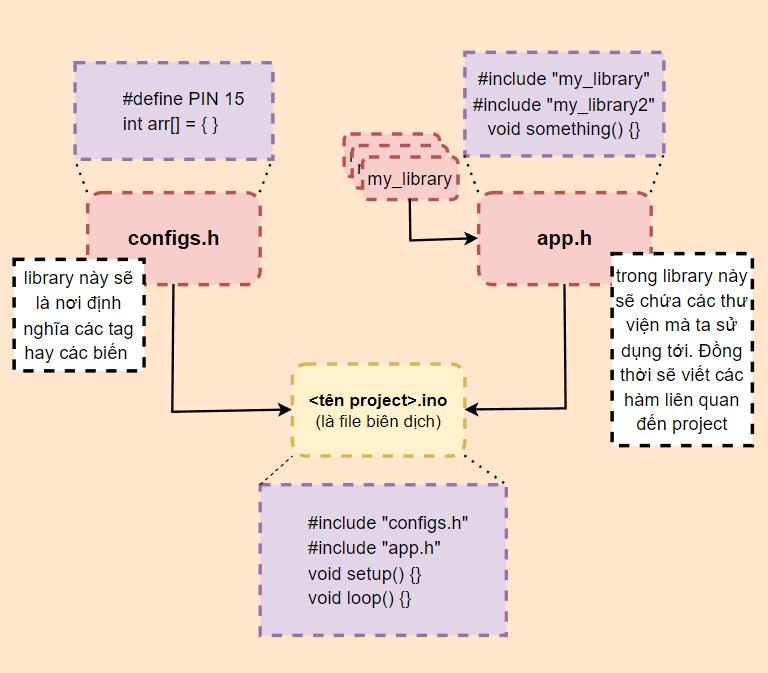 #define PIN 15
int arr[] = { }
#include "my_library"
#include "my_library2"
void something() {}
my_library
configs.h
app.h
library này sẽ
là nơi định
nghĩa các tag
hay các biến
trong library này
sẽ chứa các thư
viện mà ta sử
dụng tới. Đồng
thời sẽ viết các
hàm liên quan
đến project
<tên project>.ino
(là file biên dịch)
#include "configs.h"
#include "app.h"
void setup() {}
void loop() {}